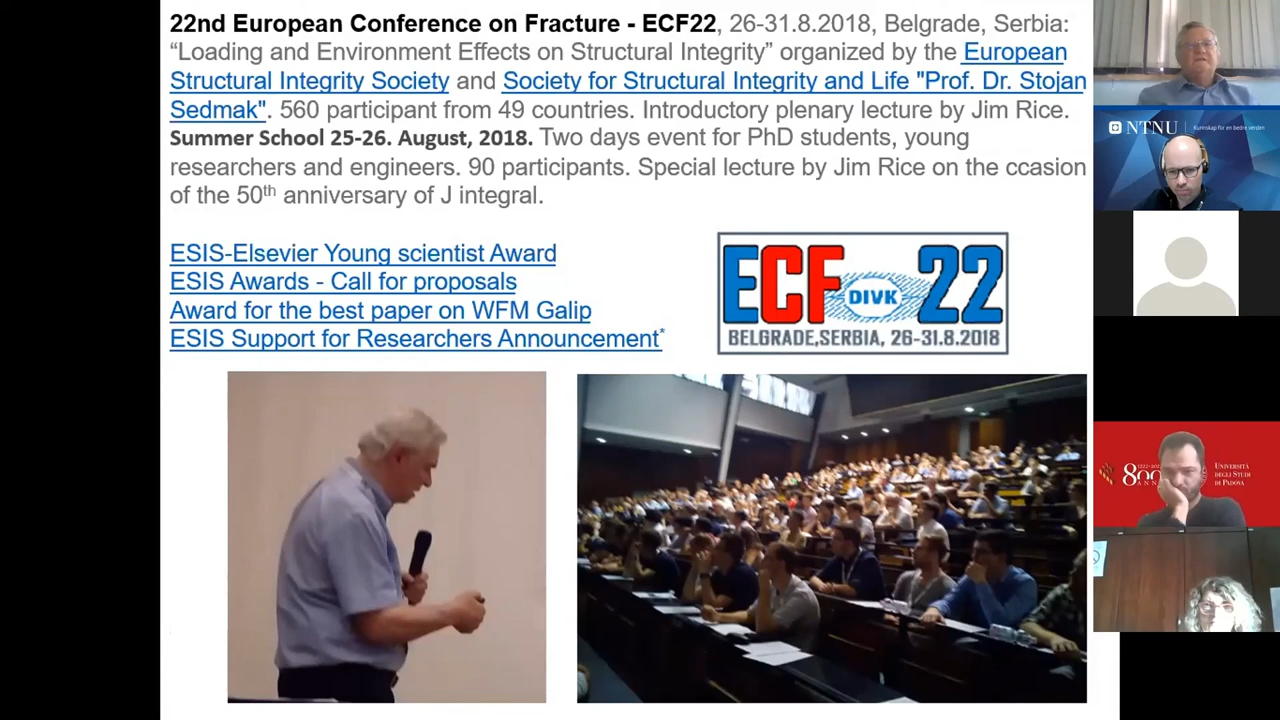 22nd European Conference on Fracture - ECF22, 26-31.8.2018, Belgrade, Serbia:
“Loading and Environment Effects on Structural Integrity” organized by the European
Structural Integrity Society and Society for Structural Integrity and Life "Prof. Dr. Stojan
Sedmak". 560 participant from 49 countries. Introductory plenary lecture by Jim Rice.
Summer School 25-26. August, 2018. Two days event for PhD students, young
researchers and engineers. 90 participants. Special lecture by Jim Rice on the ccasion
of the 50th anniversary of J integral.
ESIS-Elsevier Young scientist Award
ESIS Awards - Call for proposals
Award for the best paper on WFM Galip
ESIS Support for Researchers Announcement*
ECF 22
DIVK
BELGRADE,SERBIA, 26-31.8.2018
NTNU
Kunnskap for en bedre verden
800
UNIVERSITÀ
DEGLI STUDI
DI PADOVA